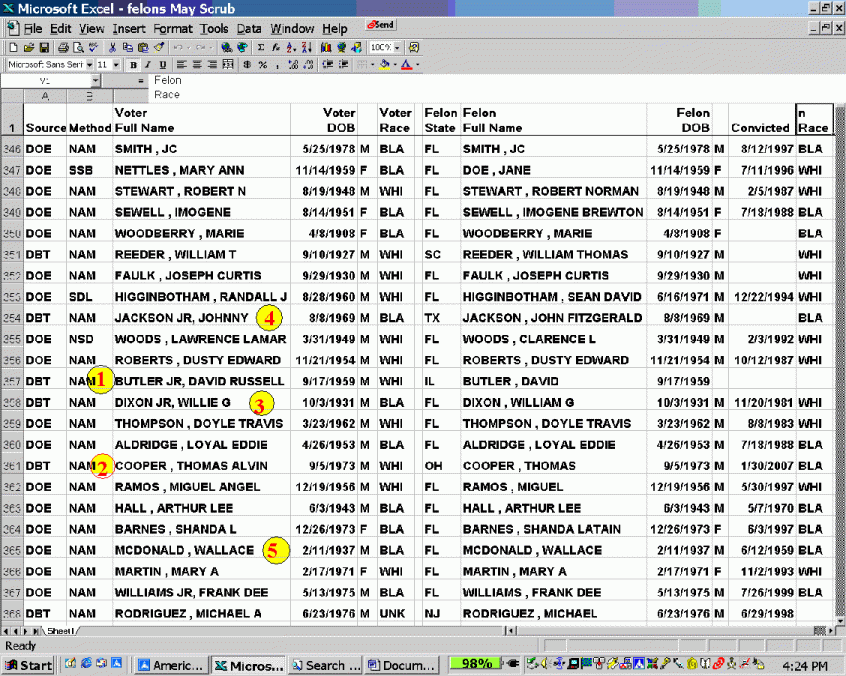 Microsoft Excel - felons May Scrub
File Edit View Insert Format Tools Data Window Help Send
100%
Microsoft Sans Serif 11 B I U
V1 = Felon
Race
A B
Voter Voter Voter Felon Felon Felon n
1 Source Method Full Name DOB Race State Full Name DOB Convicted Race
346 DOE NAM SMITH , JC 5/25/1978 M BLA FL SMITH , JC 5/25/1978 M 8/12/1997 BLA
347 DOE SSB NETTLES , MARY ANN 11/14/1959 F BLA FL DOE , JANE 11/14/1959 F 7/11/1996 WHI
348 DOE NAM STEWART , ROBERT N 8/19/1948 M WHI FL STEWART , ROBERT NORMAN 8/19/1948 M 2/5/1987 WHI
349 DOE NAM SEWELL , IMOGENE 8/14/1951 F BLA FL SEWELL , IMOGENE BREWTON 8/14/1951 F 7/18/1988 BLA
350 DOE NAM WOODBERRY , MARIE 4/8/1908 F BLA FL WOODBERRY , MARIE 4/8/1908 F BLA
351 DBT NAM REEDER , WILLIAM T 9/10/1927 M WHI SC REEDER , WILLIAM THOMAS 9/10/1927 M WHI
352 DOE NAM FAULK , JOSEPH CURTIS 9/29/1930 M WHI FL FAULK , JOSEPH CURTIS 9/29/1930 M WHI
353 DOE SDL HIGGINBOTHAM , RANDALL J 8/28/1960 M WHI FL HIGGINBOTHAM , SEAN DAVID 6/16/1971 M 12/22/1994 WHI
354 DBT NAM JACKSON JR, JOHNNY 4 8/8/1969 M BLA TX JACKSON , JOHN FITZGERALD 8/8/1969 M BLA
355 DOE NSD WOODS , LAWRENCE LAMAR 3/31/1949 M WHI FL WOODS , CLARENCE L 3/31/1949 M 2/3/1992 WHI
356 DOE NAM ROBERTS , DUSTY EDWARD 11/21/1954 M WHI FL ROBERTS , DUSTY EDWARD 11/21/1954 M 10/12/1987 WHI
357 DBT NAM 1 BUTLER JR, DAVID RUSSELL 9/17/1959 M WHI IL BUTLER , DAVID 9/17/1959
358 DBT NAM DIXON JR, WILLIE G 3 10/3/1931 M BLA FL DIXON , WILLIAM G 10/3/1931 M 11/20/1981 WHI
359 DOE NAM THOMPSON , DOYLE TRAVIS 3/23/1962 M WHI FL THOMPSON , DOYLE TRAVIS 3/23/1962 M 8/8/1983 WHI
360 DOE NAM ALDRIDGE , LOYAL EDDIE 4/26/1953 M BLA FL ALDRIDGE , LOYAL EDDIE 4/26/1953 M 7/18/1988 BLA
361 DBT NAM 2 COOPER , THOMAS ALVIN 9/5/1973 M WHI OH COOPER , THOMAS 9/5/1973 M 1/30/2007 BLA
362 DOE NAM RAMOS , MIGUEL ANGEL 12/19/1956 M WHI FL RAMOS , MIGUEL 12/19/1956 M 5/30/1997 WHI
363 DOE NAM HALL , ARTHUR LEE 6/3/1943 M BLA FL HALL , ARTHUR LEE 6/3/1943 M 5/7/1970 BLA
364 DOE NAM BARNES , SHANDA L 12/26/1973 F BLA FL BARNES , SHANDA LATAIN 12/26/1973 F 6/3/1997 BLA
365 DOE NAM MCDONALD , WALLACE 5 2/11/1937 M BLA FL MCDONALD , WALLACE 2/11/1937 M 6/12/1959 BLA
366 DOE NAM MARTIN , MARY A 2/17/1971 F WHI FL MARTIN , MARY A 2/17/1971 F 11/2/1993 WHI
367 DOE NAM WILLIAMS JR, FRANK DEE 5/13/1975 M BLA FL WILLIAMS , FRANK DEE 5/13/1975 M 7/26/1999 BLA
368 DBT NAM RODRIGUEZ , MICHAEL A 6/23/1976 M UNK NJ RODRIGUEZ , MICHAEL 6/23/1976 M 6/29/1998
Sheet1
Ready
Start Americ... Micros... Search ... Docum... 98% 4:24 PM